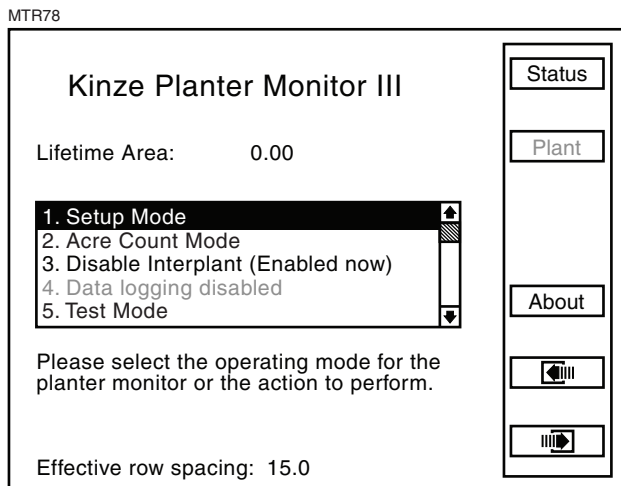 MTR78
Kinze Planter Monitor III
Lifetime Area: 0.00
1. Setup Mode
2. Acre Count Mode
3. Disable Interplant (Enabled now)
4. Data logging disabled
5. Test Mode
Please select the operating mode for the
planter monitor or the action to perform.
Effective row spacing: 15.0
Status
Plant
About